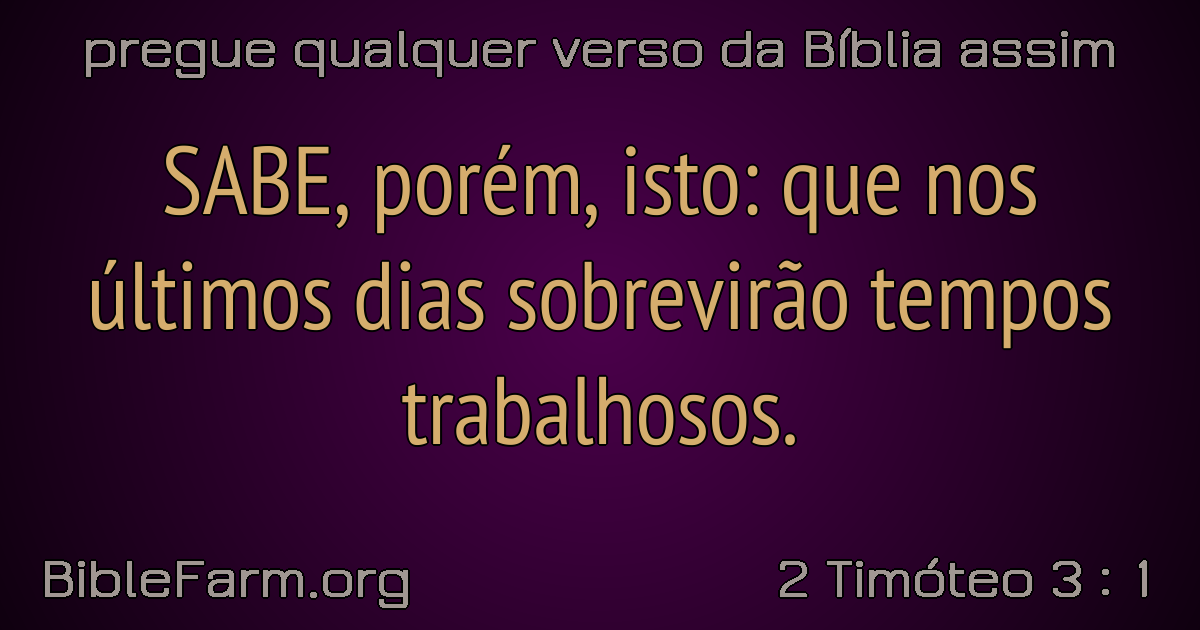 pregue qualquer verso da Bíblia assim
SABE, porém, isto: que nos
últimos dias sobrevirão tempos
trabalhosos.
BibleFarm.org
2 Timóteo 3 : 1